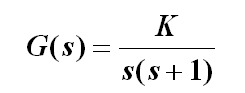 G(s) = K / s(s + 1)